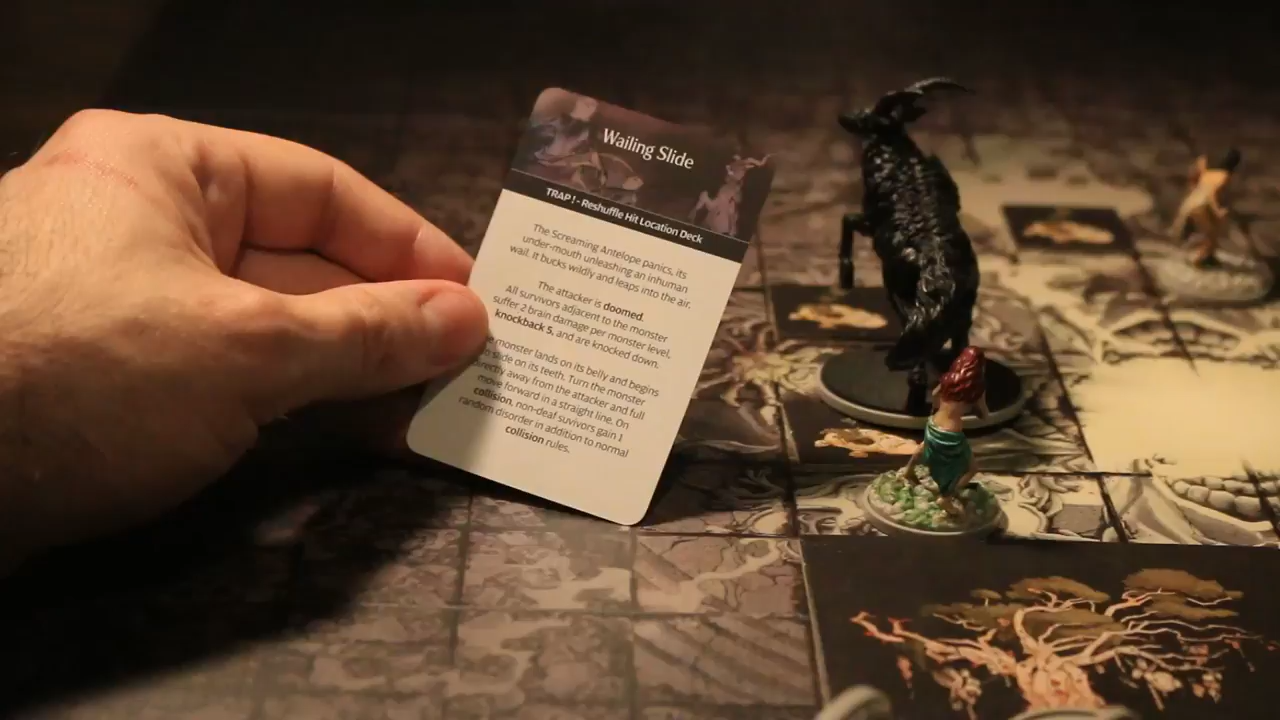 Wailing Slide
TRAP! - Reshuffle Hit Location Deck
The Screaming Antelope panics, its
under-mouth unleashing an inhuman
wail. It bucks wildly and leaps into the air.
The attacker is doomed.
All survivors adjacent to the monster
suffer 2 brain damage per monster level,
knockback 5, and are knocked down.
monster lands on its belly and begins
slide on its teeth. Turn the monster
directly away from the attacker and full
move forward in a straight line. On
collision, non-deaf suvivors gain 1
random disorder in addition to normal
collision rules.